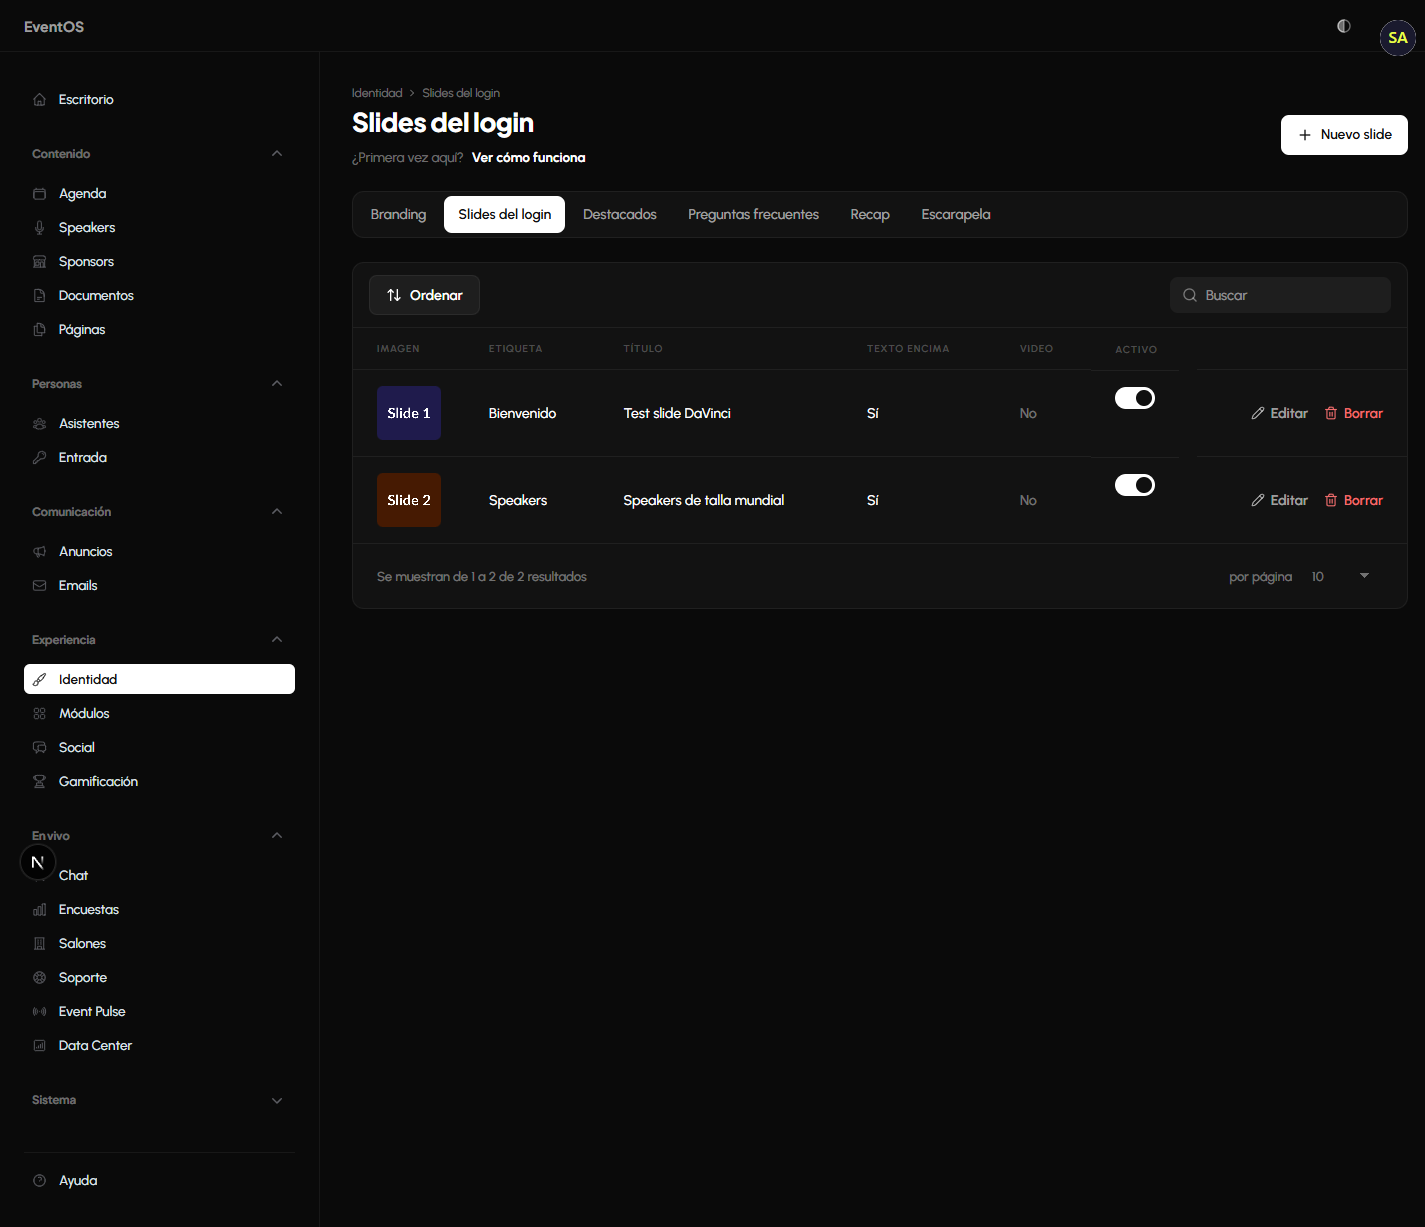 EventOS
SA
Escritorio
Contenido
Agenda
Speakers
Sponsors
Documentos
Páginas
Personas
Asistentes
Entrada
Comunicación
Anuncios
Emails
Experiencia
Identidad
Módulos
Social
Gamificación
En vivo
N
Chat
Encuestas
Salones
Soporte
Event Pulse
Data Center
Sistema
Ayuda
Identidad > Slides del login
Slides del login
¿Primera vez aquí? Ver cómo funciona
+ Nuevo slide
Branding Slides del login Destacados Preguntas frecuentes Recap Escarapela
Ordenar Buscar
IMAGEN ETIQUETA TÍTULO TEXTO ENCIMA VIDEO ACTIVO
Slide 1 Bienvenido Test slide DaVinci Sí No Editar Borrar
Slide 2 Speakers Speakers de talla mundial Sí No Editar Borrar
Se muestran de 1 a 2 de 2 resultados por página 10